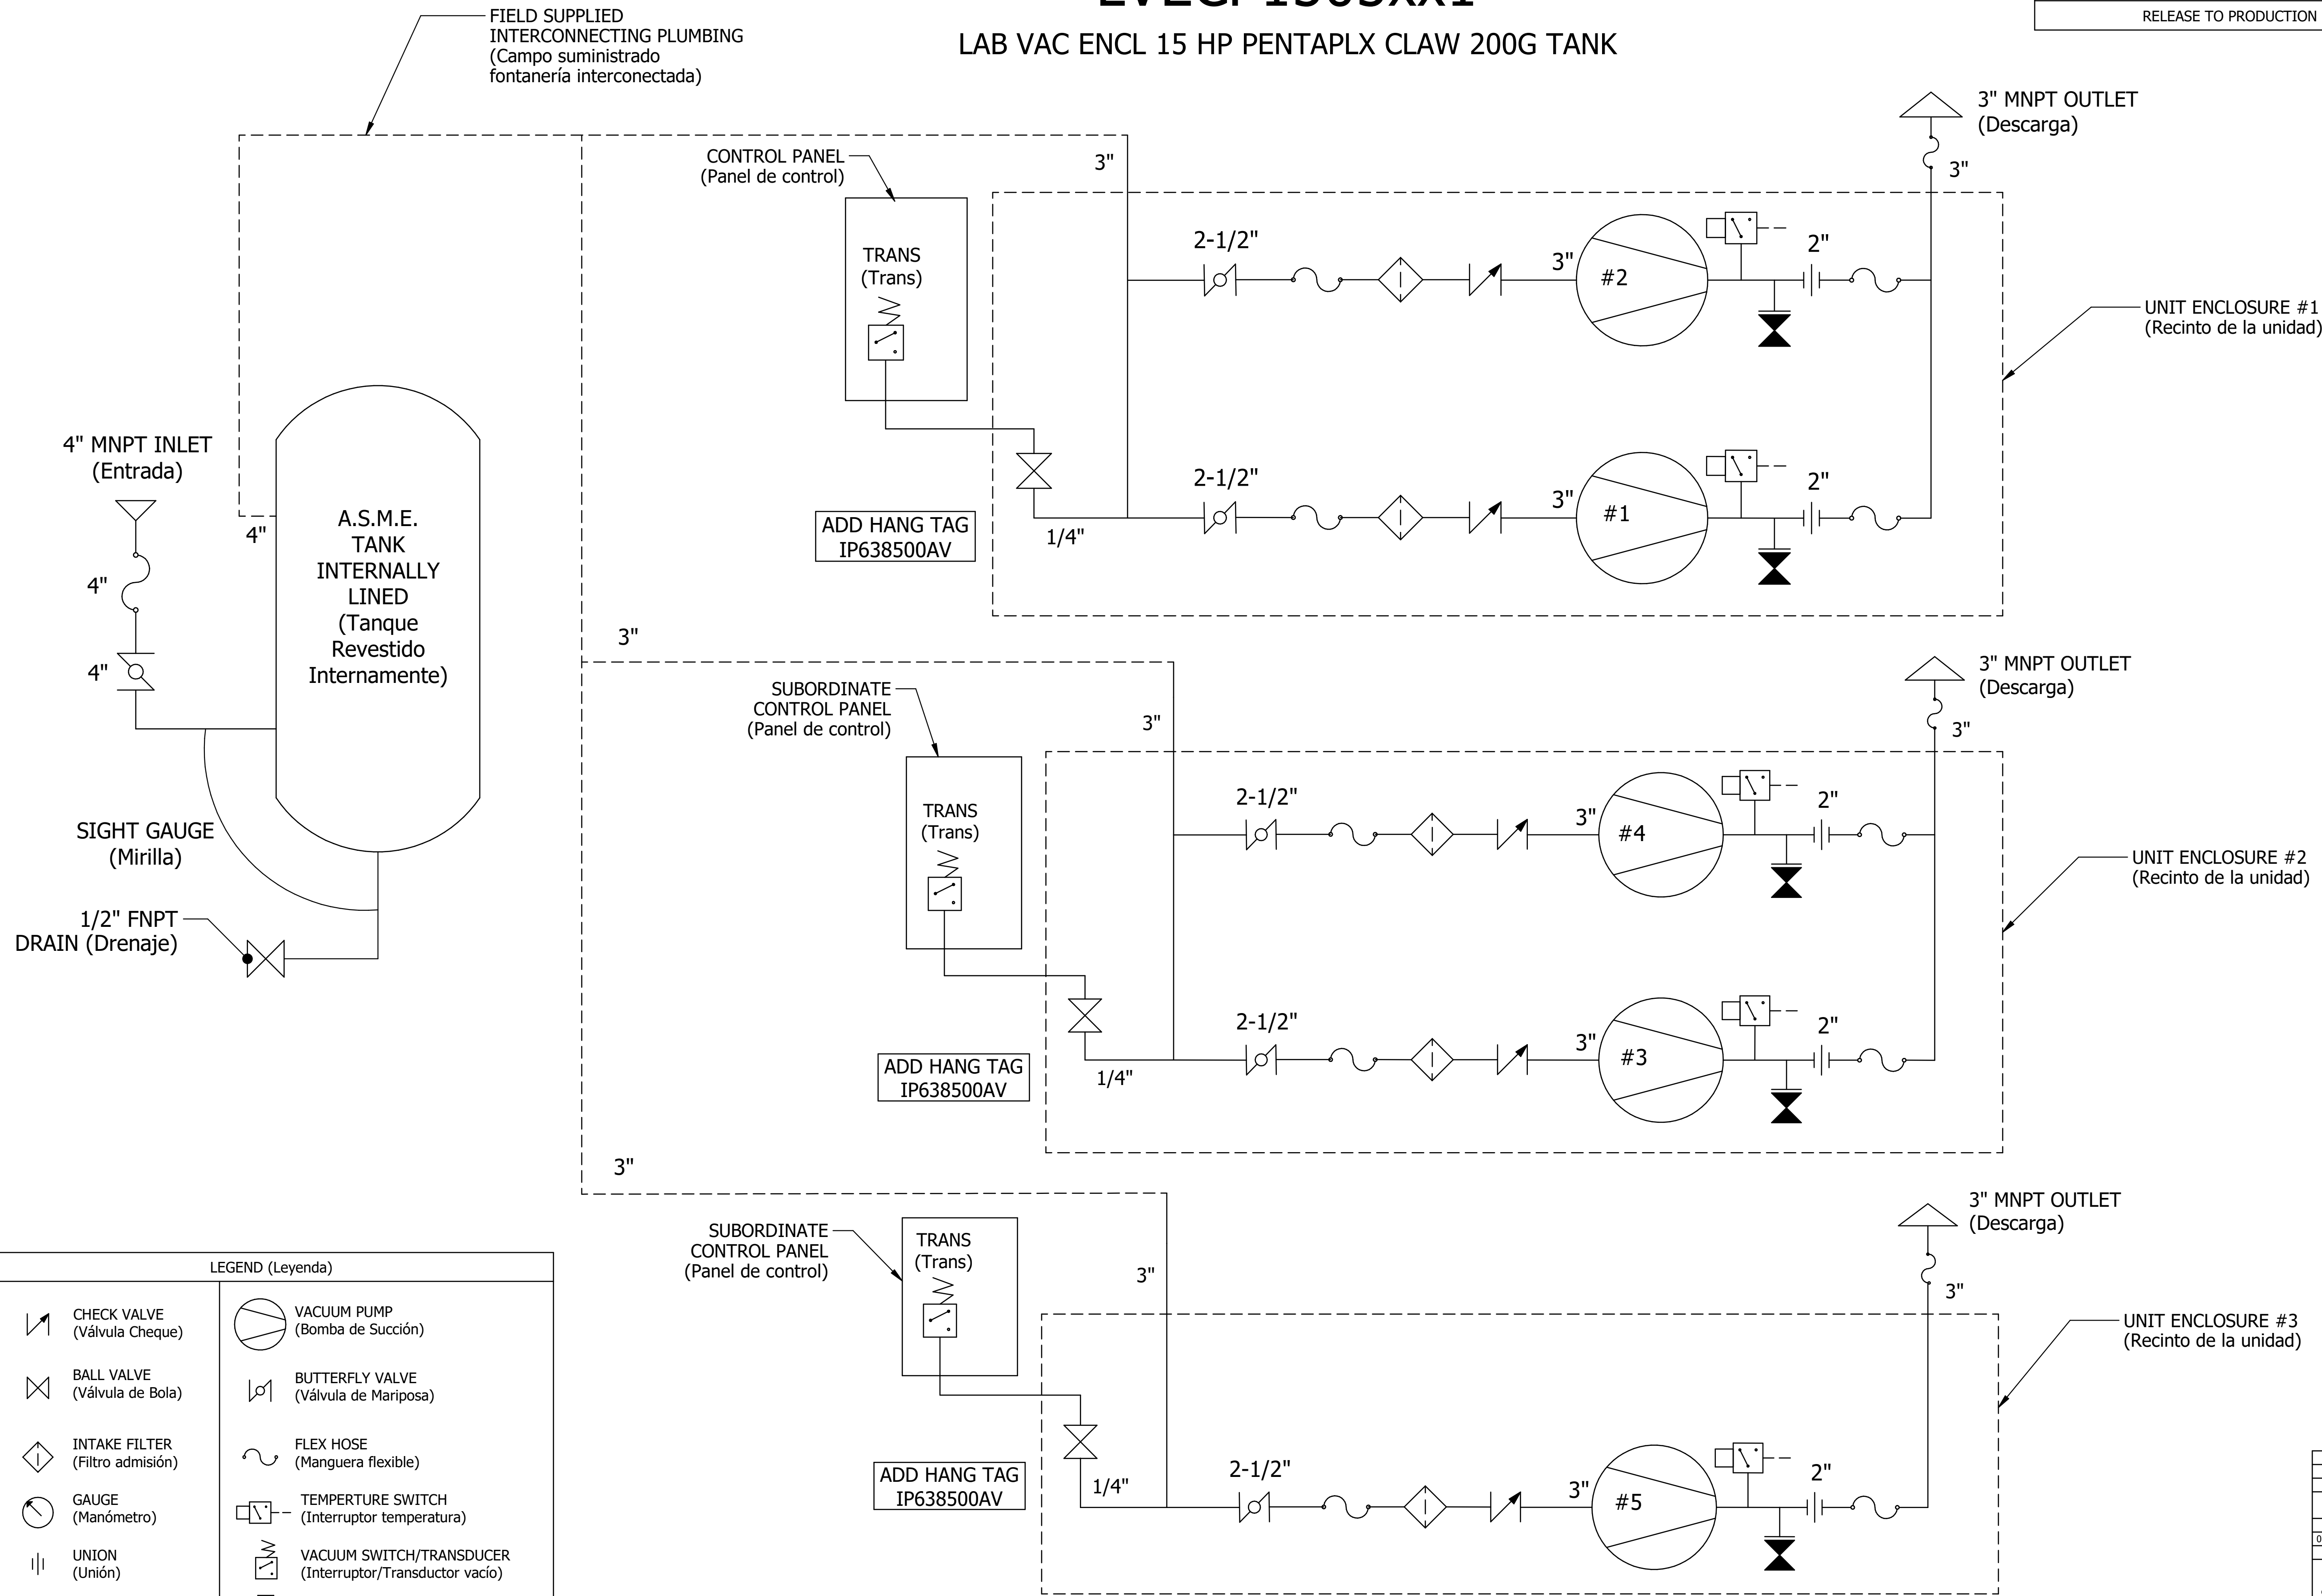 LAB VAC ENCL 15 HP PENTAPLX CLAW 200G TANK
RELEASE TO PRODUCTION
FIELD SUPPLIED
INTERCONNECTING PLUMBING
(Campo suministrado
fontanería interconectada)
3" MNPT OUTLET
(Descarga)
3"
3"
CONTROL PANEL
(Panel de control)
TRANS
(Trans)
2-1/2"
3"
#2
2"
UNIT ENCLOSURE #1
(Recinto de la unidad)
2-1/2"
3"
#1
2"
ADD HANG TAG
IP638500AV
1/4"
4" MNPT INLET
(Entrada)
4"
4"
4"
A.S.M.E.
TANK
INTERNALLY
LINED
(Tanque
Revestido
Internamente)
SIGHT GAUGE
(Mirilla)
1/2" FNPT
DRAIN (Drenaje)
3"
3" MNPT OUTLET
(Descarga)
3"
3"
SUBORDINATE
CONTROL PANEL
(Panel de control)
TRANS
(Trans)
2-1/2"
3"
#4
2"
UNIT ENCLOSURE #2
(Recinto de la unidad)
2-1/2"
3"
#3
2"
ADD HANG TAG
IP638500AV
1/4"
3"
3" MNPT OUTLET
(Descarga)
3"
3"
SUBORDINATE
CONTROL PANEL
(Panel de control)
TRANS
(Trans)
UNIT ENCLOSURE #3
(Recinto de la unidad)
2-1/2"
3"
#5
2"
ADD HANG TAG
IP638500AV
1/4"
LEGEND (Leyenda)
CHECK VALVE
(Válvula Cheque)
VACUUM PUMP
(Bomba de Succión)
BALL VALVE
(Válvula de Bola)
BUTTERFLY VALVE
(Válvula de Mariposa)
INTAKE FILTER
(Filtro admisión)
FLEX HOSE
(Manguera flexible)
GAUGE
(Manómetro)
TEMPERTURE SWITCH
(Interruptor temperatura)
UNION
(Unión)
VACUUM SWITCH/TRANSDUCER
(Interruptor/Transductor vacío)